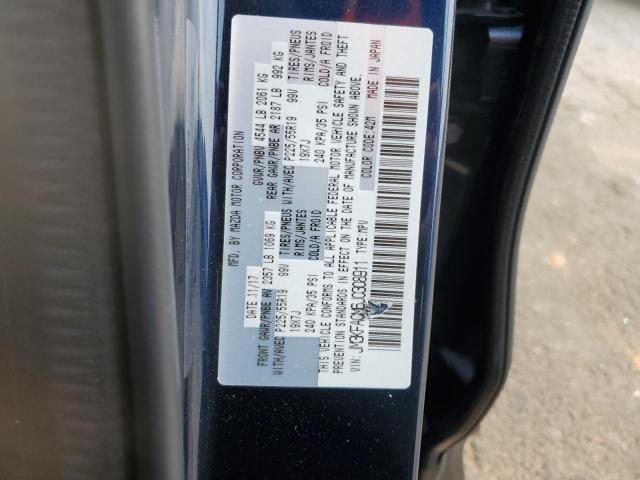 MFD. BY MAZDA MOTOR CORPORATION
DATE 11/17 GVWR/PNBV 4544 LB 2061 KG
FRONT GAWR/PNBE AV 2357 LB 1069 KG REAR GAWR/PNBE AR 2187 LB 992 KG
WITH/AVEC P225/55R19 99V TIRES/PNEUS WITH/AVEC P225/55R19 99V TIRES/PNEUS
19X7J RIMS/JANTES 19X7J RIMS/JANTES
240 KPA/35 PSI COLD/A FROID 240 KPA/35 PSI COLD/A FROID
THIS VEHICLE CONFORMS TO ALL APPLICABLE FEDERAL MOTOR VEHICLE SAFETY AND THEFT
PREVENTION STANDARDS IN EFFECT ON THE DATE OF MANUFACTURE SHOWN ABOVE.
VIN: TYPE: MPV COLOR CODE: 42M MADE IN JAPAN